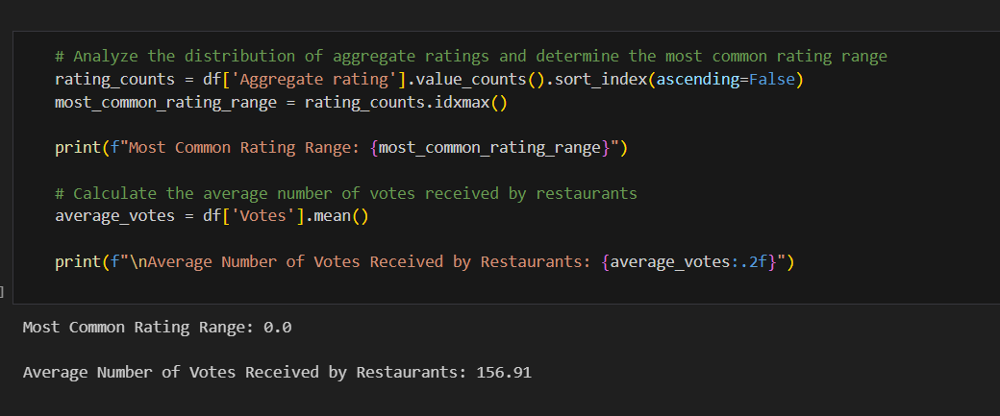 # Analyze the distribution of aggregate ratings and determine the most common rating range
rating_counts = df['Aggregate rating'].value_counts().sort_index(ascending=False)
most_common_rating_range = rating_counts.idxmax()
print(f"Most Common Rating Range: {most_common_rating_range}")
# Calculate the average number of votes received by restaurants
average_votes = df['Votes'].mean()
print(f"\nAverage Number of Votes Received by Restaurants: {average_votes:.2f}")
]
Most Common Rating Range: 0.0
Average Number of Votes Received by Restaurants: 156.91